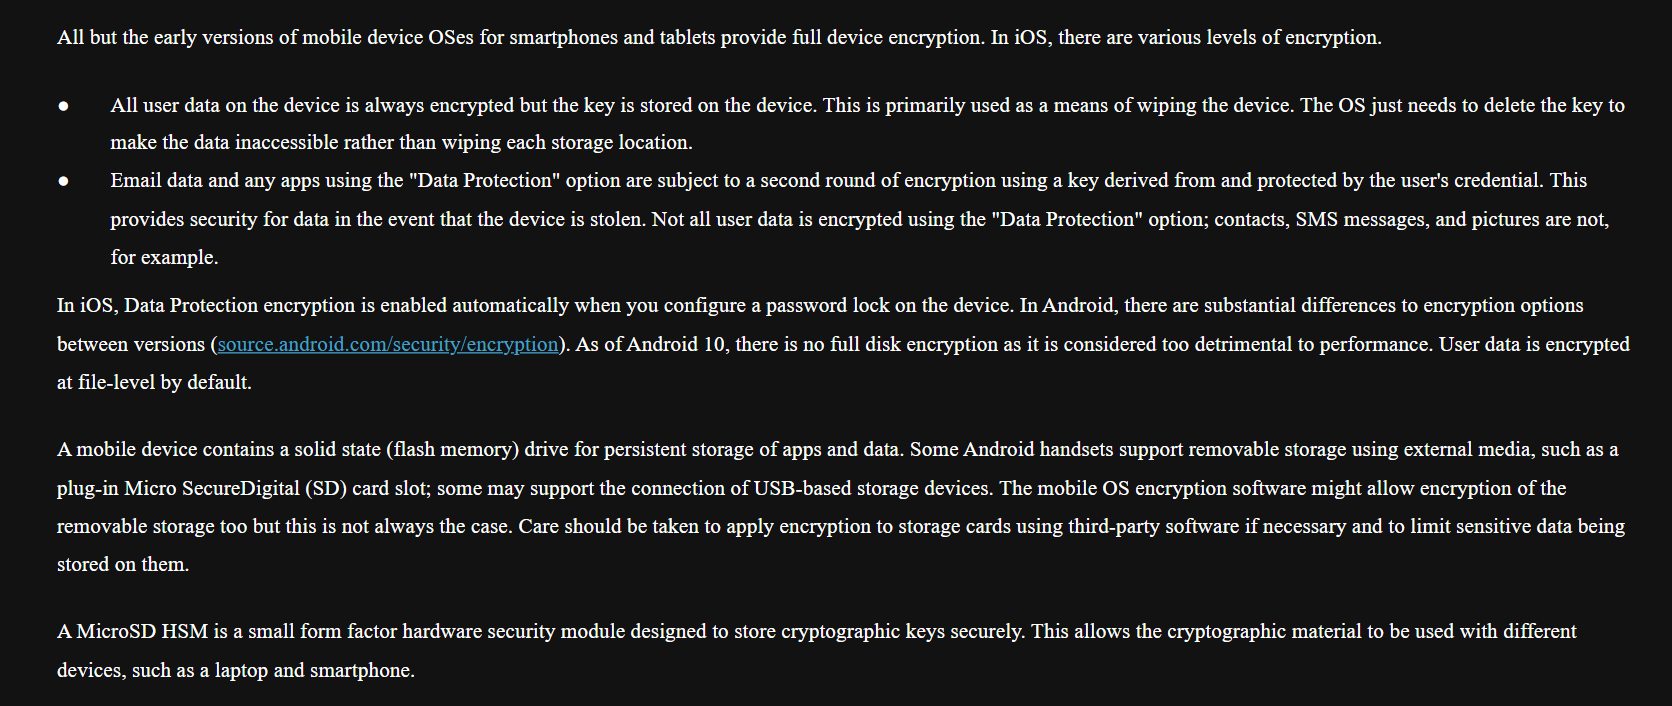 All but the early versions of mobile device OSes for smartphones and tablets provide full device encryption. In iOS, there are various levels of encryption.
● All user data on the device is always encrypted but the key is stored on the device. This is primarily used as a means of wiping the device. The OS just needs to delete the key to
make the data inaccessible rather than wiping each storage location.
● Email data and any apps using the "Data Protection" option are subject to a second round of encryption using a key derived from and protected by the user's credential. This
provides security for data in the event that the device is stolen. Not all user data is encrypted using the "Data Protection" option; contacts, SMS messages, and pictures are not,
for example.
In iOS, Data Protection encryption is enabled automatically when you configure a password lock on the device. In Android, there are substantial differences to encryption options
between versions (source.android.com/security/encryption). As of Android 10, there is no full disk encryption as it is considered too detrimental to performance. User data is encrypted
at file-level by default.
A mobile device contains a solid state (flash memory) drive for persistent storage of apps and data. Some Android handsets support removable storage using external media, such as a
plug-in Micro SecureDigital (SD) card slot; some may support the connection of USB-based storage devices. The mobile OS encryption software might allow encryption of the
removable storage too but this is not always the case. Care should be taken to apply encryption to storage cards using third-party software if necessary and to limit sensitive data being
stored on them.
A MicroSD HSM is a small form factor hardware security module designed to store cryptographic keys securely. This allows the cryptographic material to be used with different
devices, such as a laptop and smartphone.